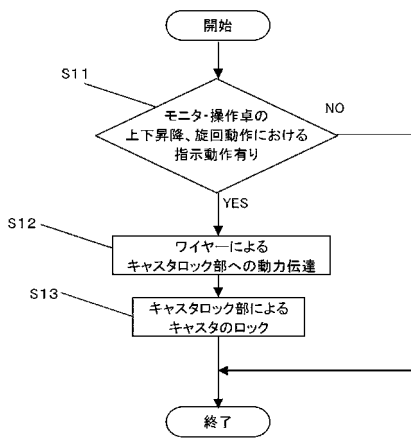 開始
S11
モニタ・操作卓の
上下昇降、旋回動作における
指示動作有り
NO
YES
S12
ワイヤーによる
キャスタロック部への動力伝達
S13
キャスタロック部による
キャスタのロック
終了